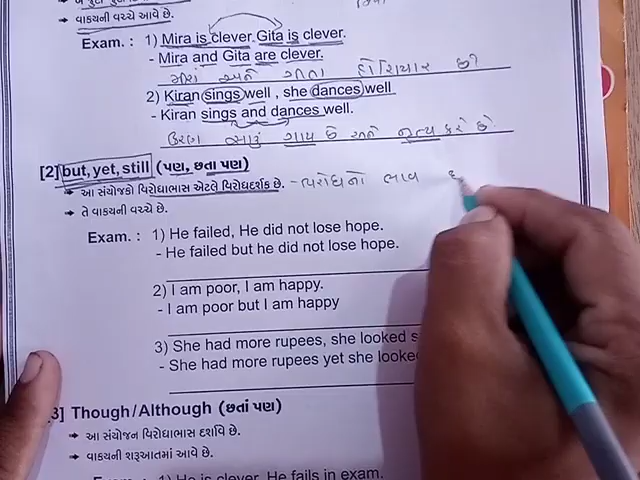 ➔ વાક્યની વચ્ચે આવે છે.
Exam. : 1) Mira is clever. Gita is clever.
- Mira and Gita are clever.
મીરાં અને ગીતા હોશિયાર છે
2) Kiran sings well , she dances well
- Kiran sings and dances well.
કિરણ સારું ગાય છે અને નૃત્ય કરે છે
[2] but, yet, still (પણ, છતા પણ)
➔ આ સંયોજકો વિરોધાભાસ એટલે વિરોધદર્શક છે. - વિરોધનો ભાવ
➔ તે વાક્યની વચ્ચે છે.
Exam. : 1) He failed, He did not lose hope.
- He failed but he did not lose hope.
2) I am poor, I am happy.
- I am poor but I am happy
3) She had more rupees, she looked s
- She had more rupees yet she looked
3] Though/Although (છતાં પણ)
➔ આ સંયોજન વિરોધાભાસ દર્શાવે છે.
➔ વાક્યની શરૂઆતમાં આવે છે.
Exam. : 1) He is clever, He fails in exam.